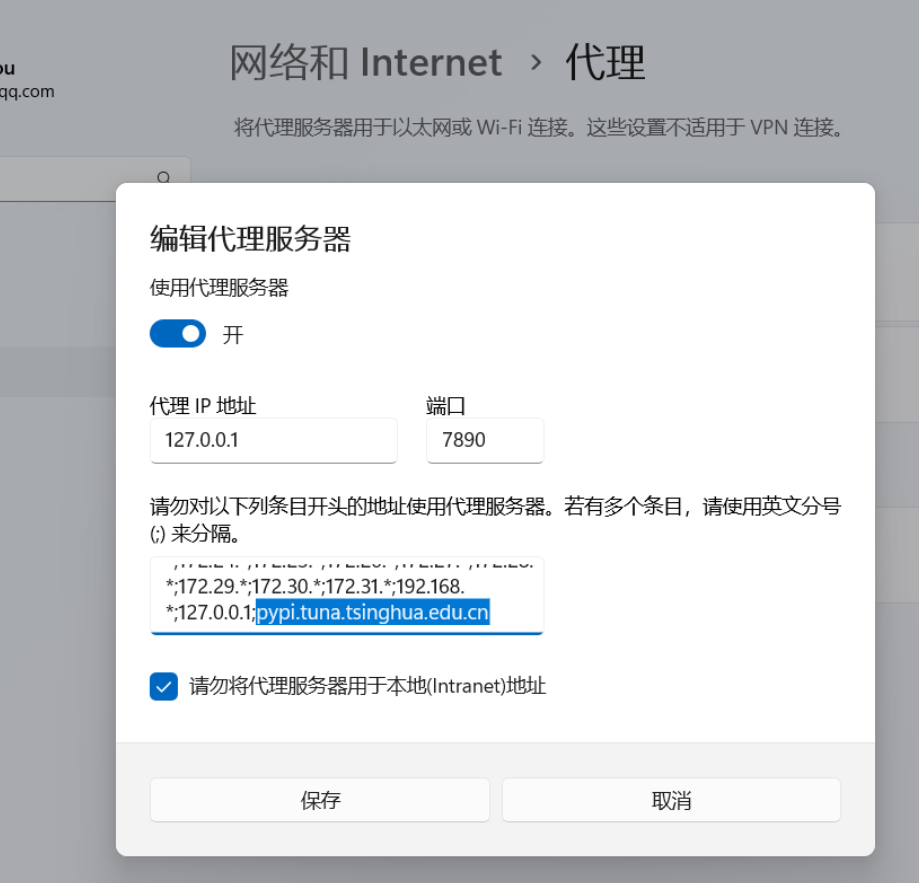 ou
qq.com
网络和 Internet › 代理
将代理服务器用于以太网或 Wi-Fi 连接。这些设置不适用于 VPN 连接。
编辑代理服务器
使用代理服务器
开
代理 IP 地址 端口
127.0.0.1 7890
请勿对以下列条目开头的地址使用代理服务器。若有多个条目，请使用英文分号
(;) 来分隔。
*;172.29.*;172.30.*;172.31.*;192.168.
*;127.0.0.1;pypi.tuna.tsinghua.edu.cn
请勿将代理服务器用于本地(Intranet)地址
保存 取消